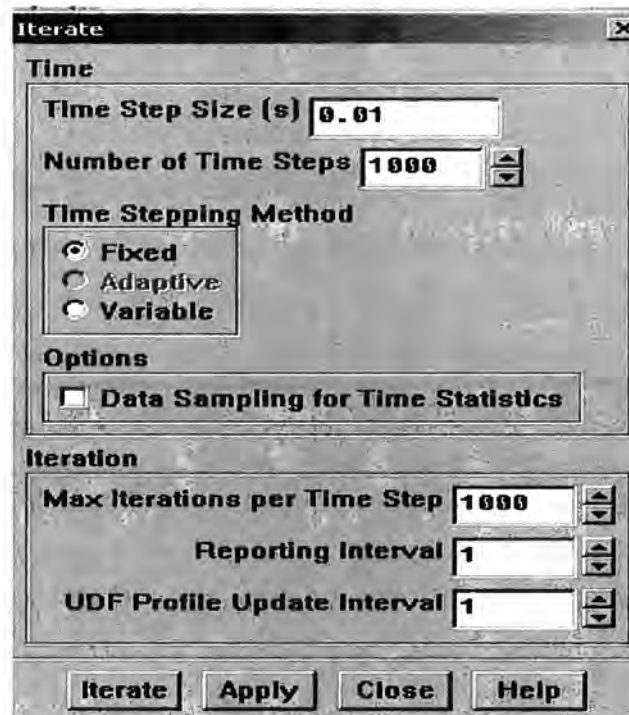 Iterate
Time
Time Step Size (s) 0.01
Number of Time Steps 1000
Time Stepping Method
Fixed
Adaptive
Variable
Options
Data Sampling for Time Statistics
Iteration
Max Iterations per Time Step 1000
Reporting Interval 1
UDF Profile Update Interval 1
Iterate Apply Close Help